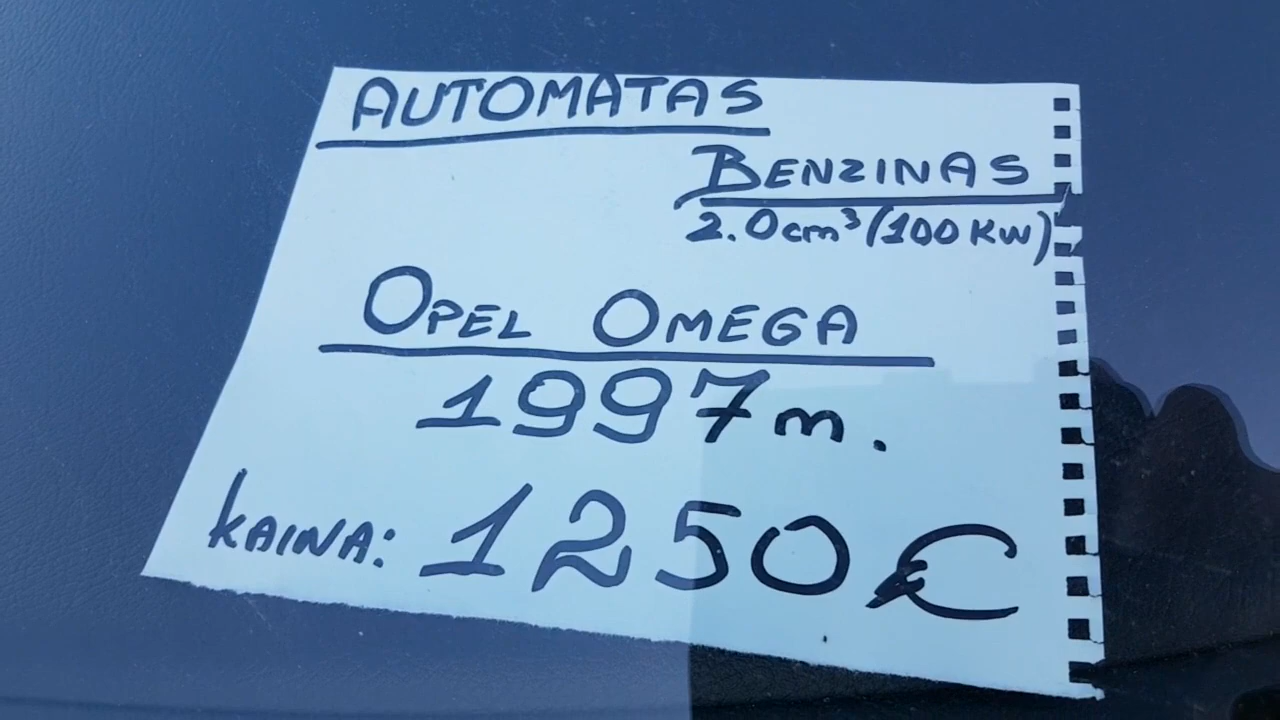 AUTOMATAS
BENZINAS
2.0cm³ (100 KW)
OPEL OMEGA
1997m.
KAINA: 1250€